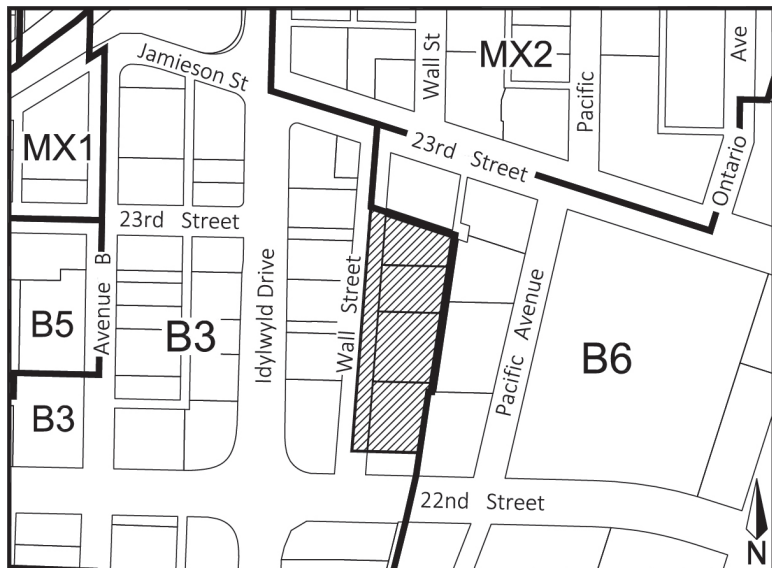 Jamieson St
Wall St
MX2
Pacific
Ave
Ontario
MX1
23rd Street
23rd Street
Avenue B
B5
B3
Idylwyld Drive
Wall Street
Pacific Avenue
B6
B3
22nd Street
N